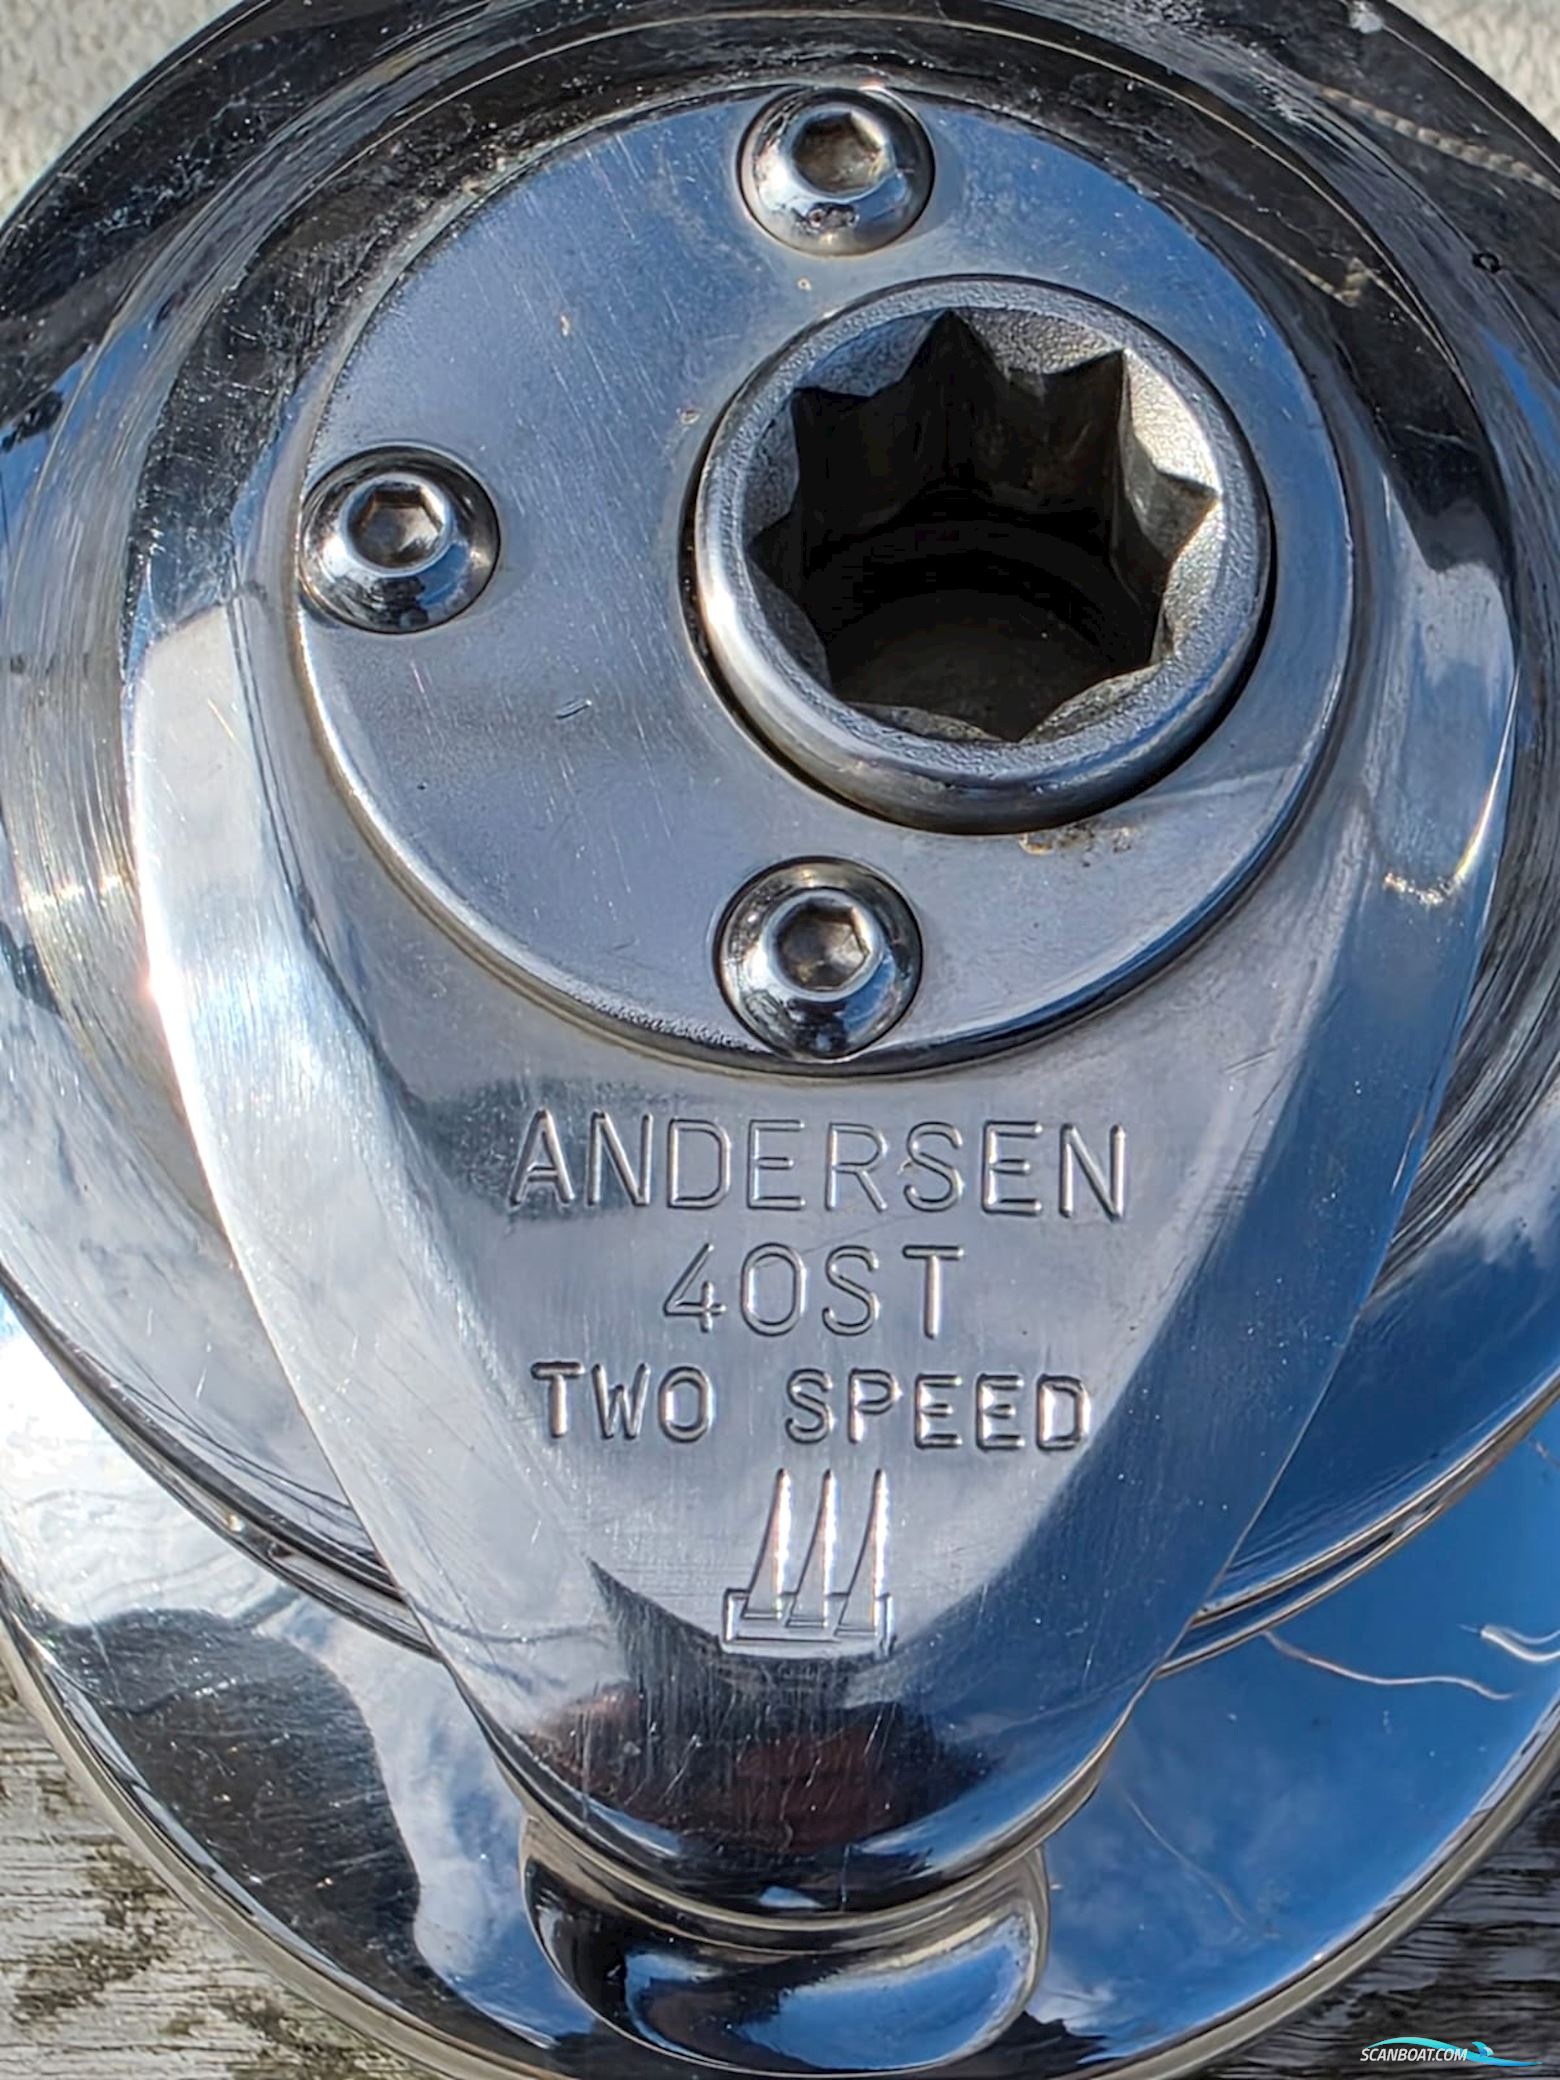 ANDERSEN
40ST
TWO SPEED
SCANBOAT.COM